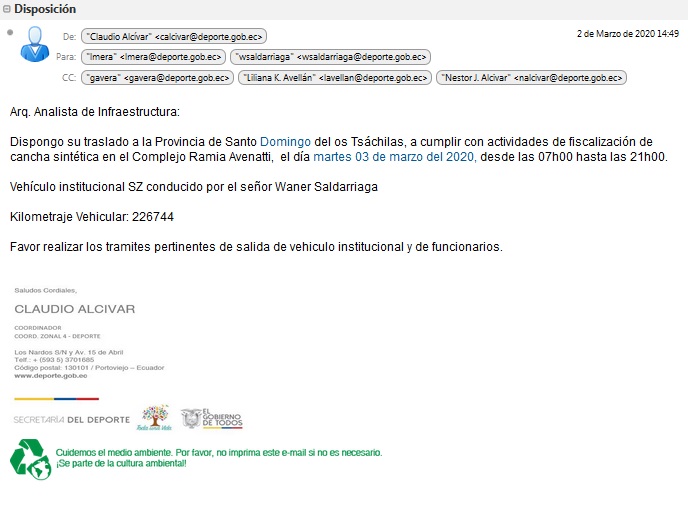 Disposición
De: "Claudio Alcívar" <calcivar@deporte.gob.ec>
2 de Marzo de 2020 14:49
Para: "lmera" <lmera@deporte.gob.ec> "wsaldarriaga" <wsaldarriaga@deporte.gob.ec>
CC: "gavera" <gavera@deporte.gob.ec> "Liliana K. Avellán" <lavellan@deporte.gob.ec> "Nestor J. Alcivar" <nalcivar@deporte.gob.ec>
Arq. Analista de Infraestructura:
Dispongo su traslado a la Provincia de Santo Domingo del os Tsáchilas, a cumplir con actividades de fiscalización de
cancha sintética en el Complejo Ramia Avenatti, el día martes 03 de marzo del 2020, desde las 07h00 hasta las 21h00.
Vehículo institucional SZ conducido por el señor Waner Saldarriaga
Kilometraje Vehicular: 226744
Favor realizar los tramites pertinentes de salida de vehiculo institucional y de funcionarios.
Saludos Cordiales,
CLAUDIO ALCIVAR
COORDINADOR
COORD. ZONAL 4 - DEPORTE
Los Nardos S/N y Av. 15 de Abril
Telf.: + (593 5) 3701685
Código postal: 130101 / Portoviejo – Ecuador
www.deporte.gob.ec
SECRETARÍA DEL DEPORTE
Toda una Vida
EL GOBIERNO DE TODOS
Cuidemos el medio ambiente. Por favor, no imprima este e-mail si no es necesario.
¡Se parte de la cultura ambiental!